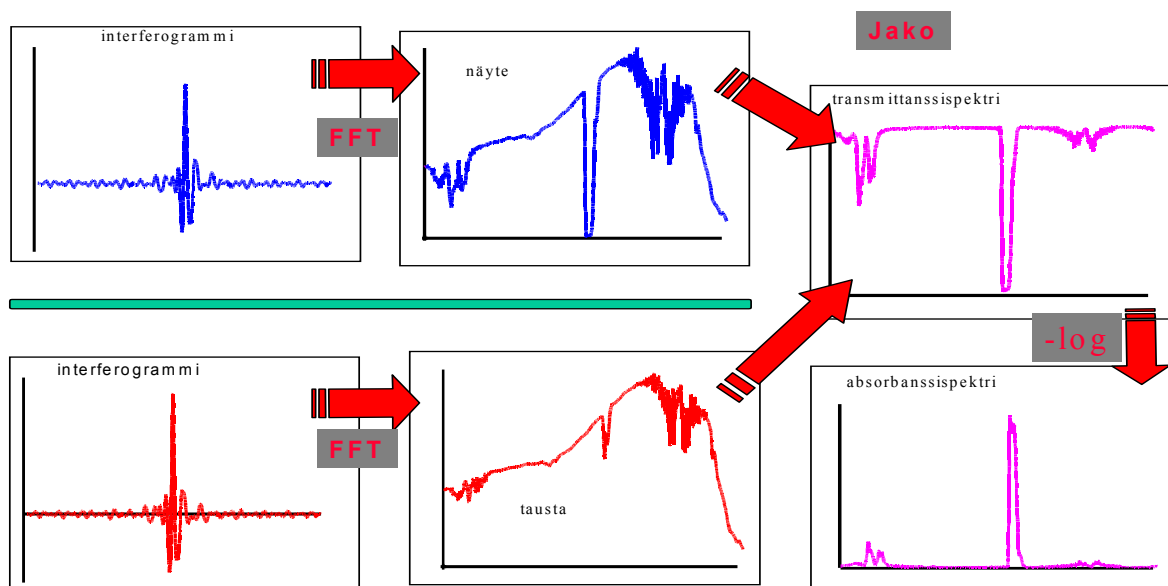 interferogrammi
FFT
näyte
Jako
transmittanssispektri
interferogrammi
FFT
tausta
-log
absorbanssispektri